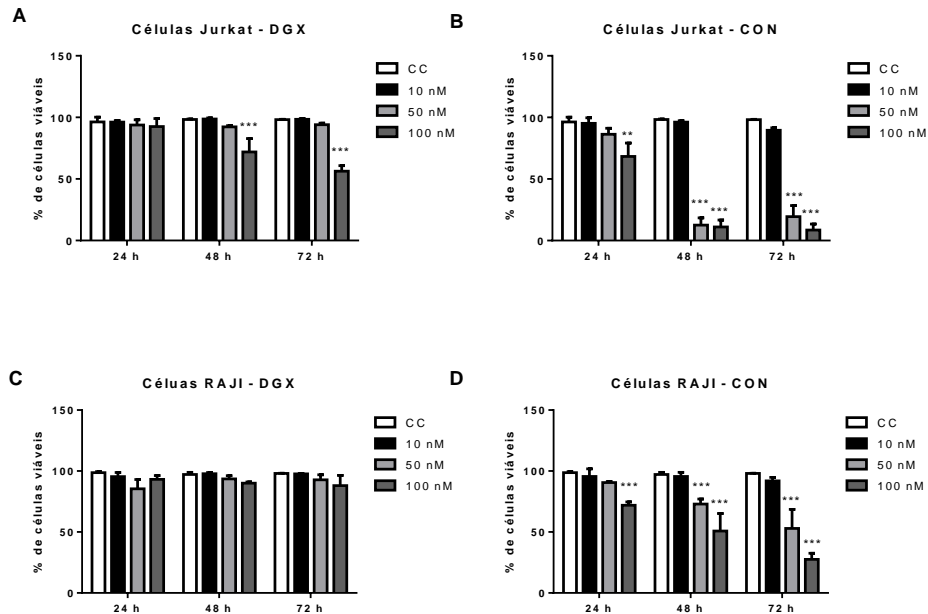 A
Células Jurkat - DGX
% de células viáveis
150
100
50
0
***
***
24 h 48 h 72 h
CC
10 nM
50 nM
100 nM
B
Células Jurkat - CON
% de células viáveis
150
100
50
0
**
*** ***
*** ***
24 h 48 h 72 h
CC
10 nM
50 nM
100 nM
C
Céluas RAJI - DGX
% de células viáveis
150
100
50
0
24 h 48 h 72 h
CC
10 nM
50 nM
100 nM
D
Células RAJI - CON
% de células viáveis
150
100
50
0
***
*** ***
*** ***
24 h 48 h 72 h
CC
10 nM
50 nM
100 nM